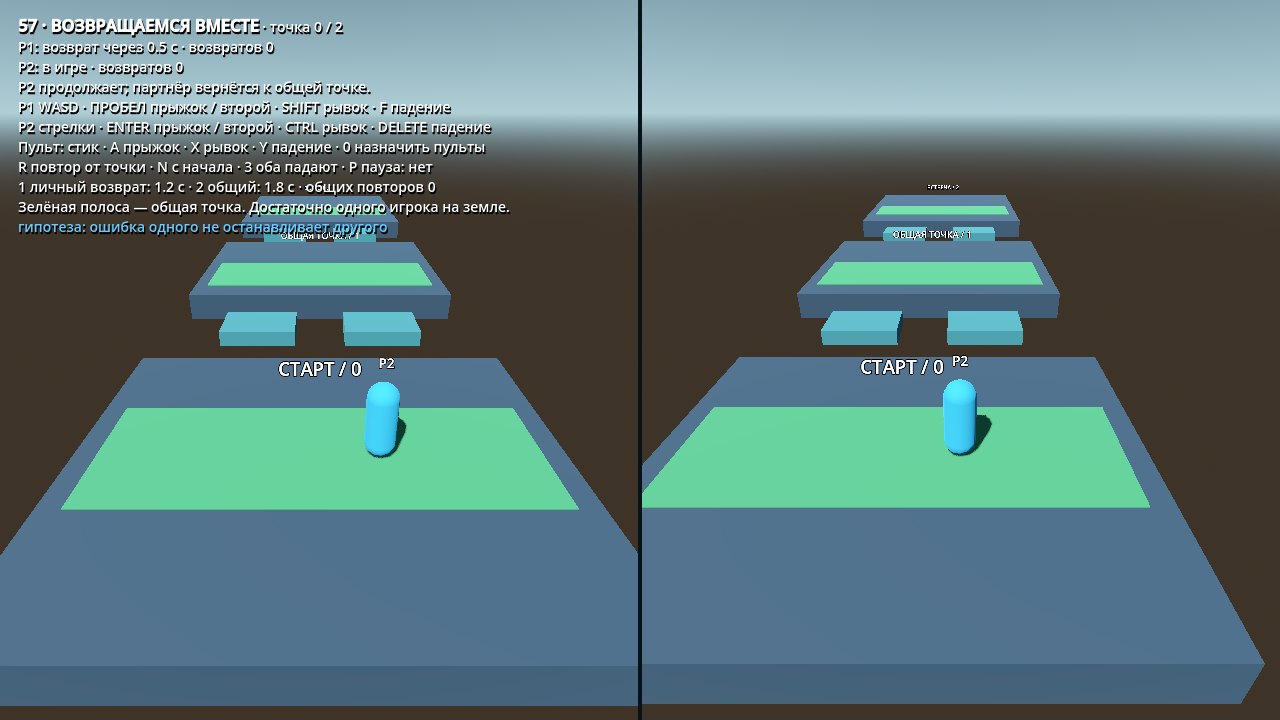 57 · ВОЗВРАЩАЕМСЯ ВМЕСТЕ · точка 0 / 2
P1: возврат через 0.5 с · возвратов 0
P2: в игре · возвратов 0
P2 продолжает; партнёр вернётся к общей точке.
P1 WASD · ПРОБЕЛ прыжок / второй · SHIFT рывок · F падение
P2 стрелки · ENTER прыжок / второй · CTRL рывок · DELETE падение
Пульт: стик · A прыжок · X рывок · Y падение · 0 назначить пульты
R повтор от точки · N с начала · 3 оба падают · P пауза: нет
1 личный возврат: 1.2 с · 2 общий: 1.8 с · общих повторов 0
Зелёная полоса — общая точка. Достаточно одного игрока на земле.
гипотеза: ошибка одного не останавливает другого
ОБЩАЯ ТОЧКА / 1
СТАРТ / 0
P2
ОБЩАЯ ТОЧКА / 1
СТАРТ / 0
P2